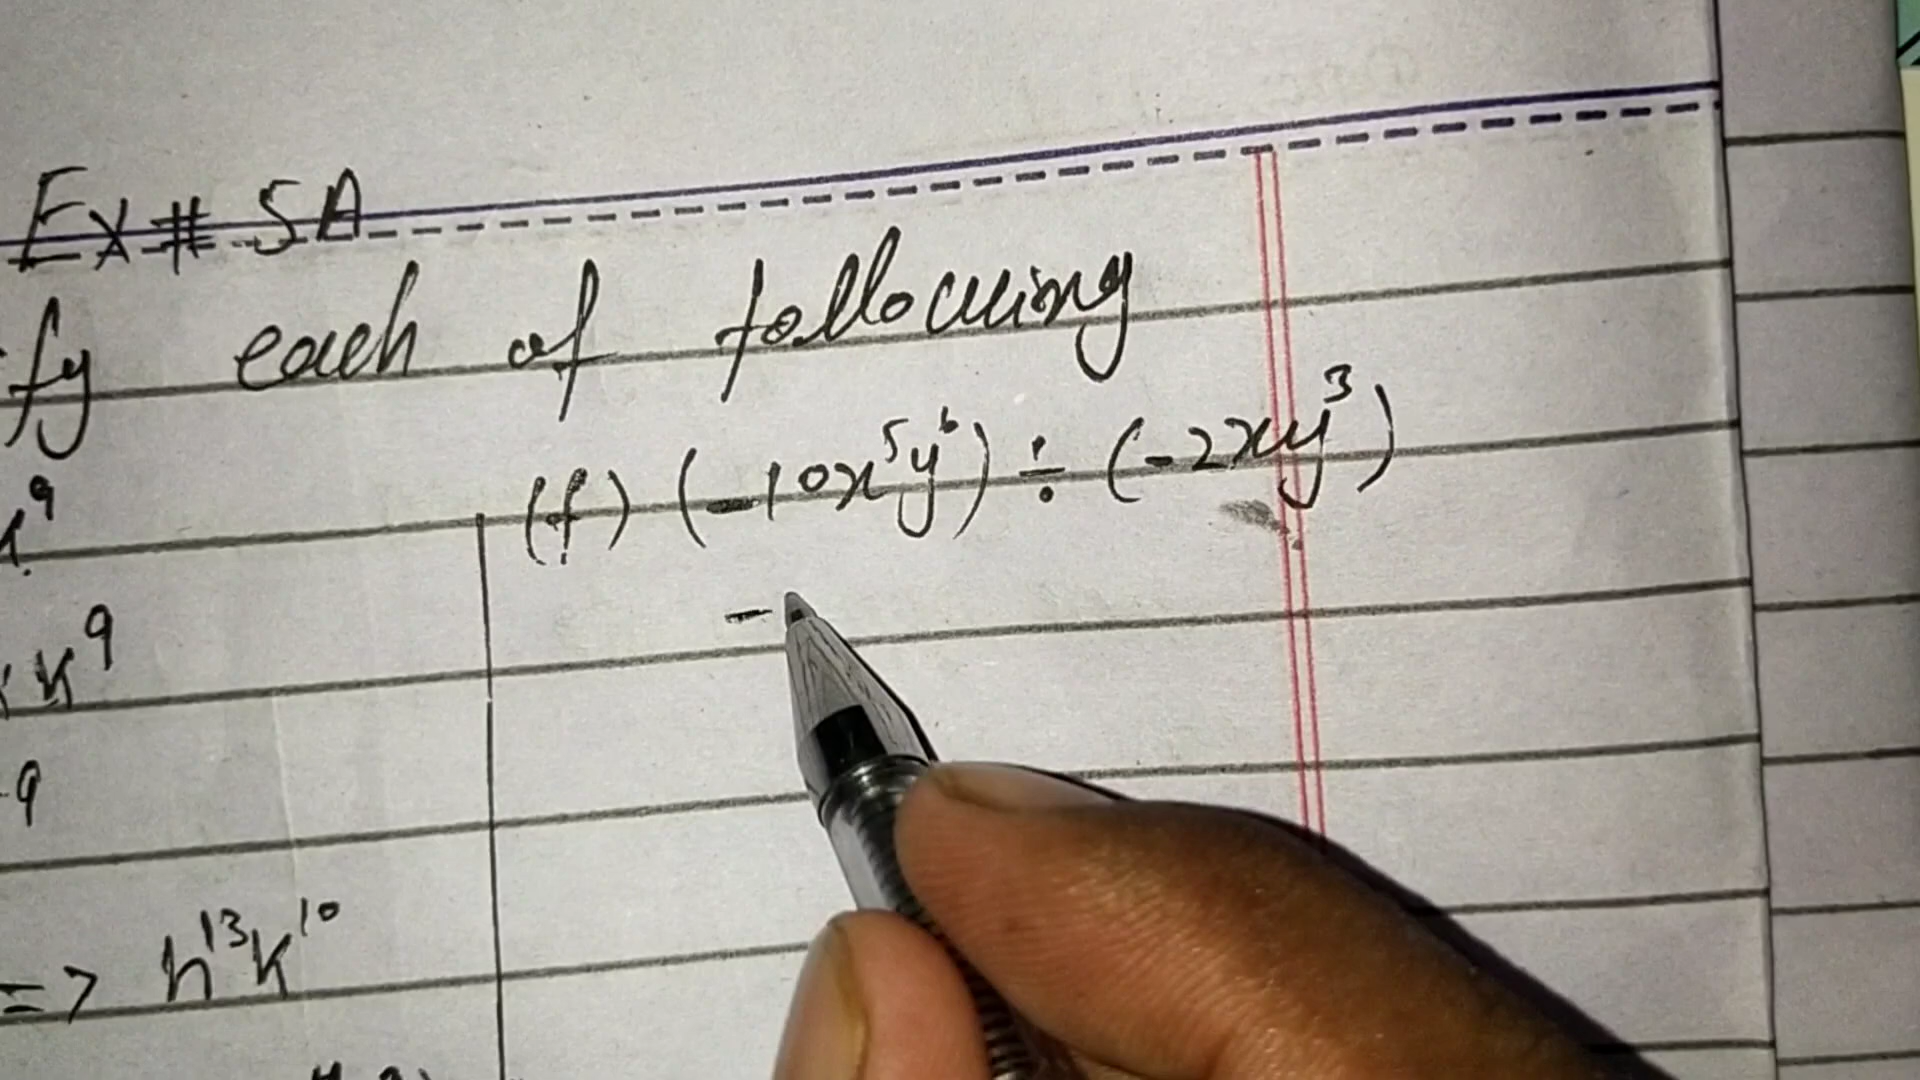 Ex# 5A
fy each of following
(f) (-10x⁵y⁶) ÷ (-2xy³)
9
-
k⁹
9
=> h¹³k¹⁰